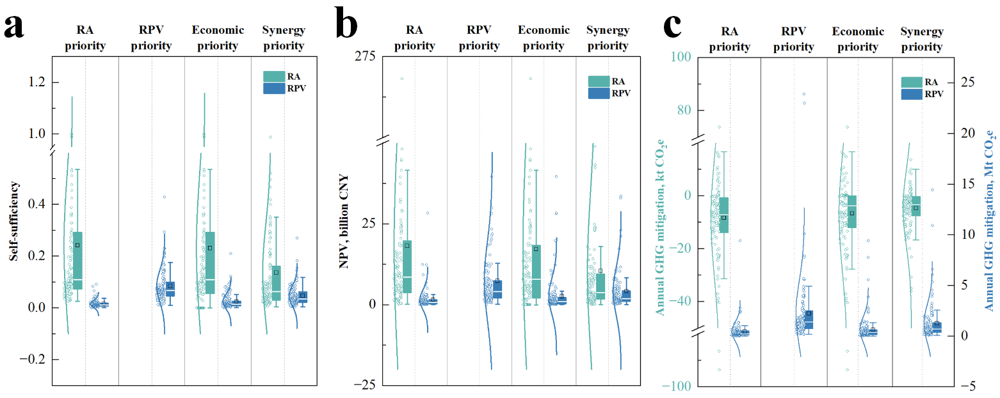 a
RA
priority
RPV
priority
Economic
priority
Synergy
priority
Self-sufficiency
1.2
1.0
0.4
0.2
0.0
−0.2
RA
RPV
b
RA
priority
RPV
priority
Economic
priority
Synergy
priority
NPV, billion CNY
275
25
0
−25
RA
RPV
c
RA
priority
RPV
priority
Economic
priority
Synergy
priority
Annual GHG mitigation, kt CO₂e
100
80
0
−20
−40
−100
RA
RPV
25
20
15
10
5
0
−5
Annual GHG mitigation, Mt CO₂e